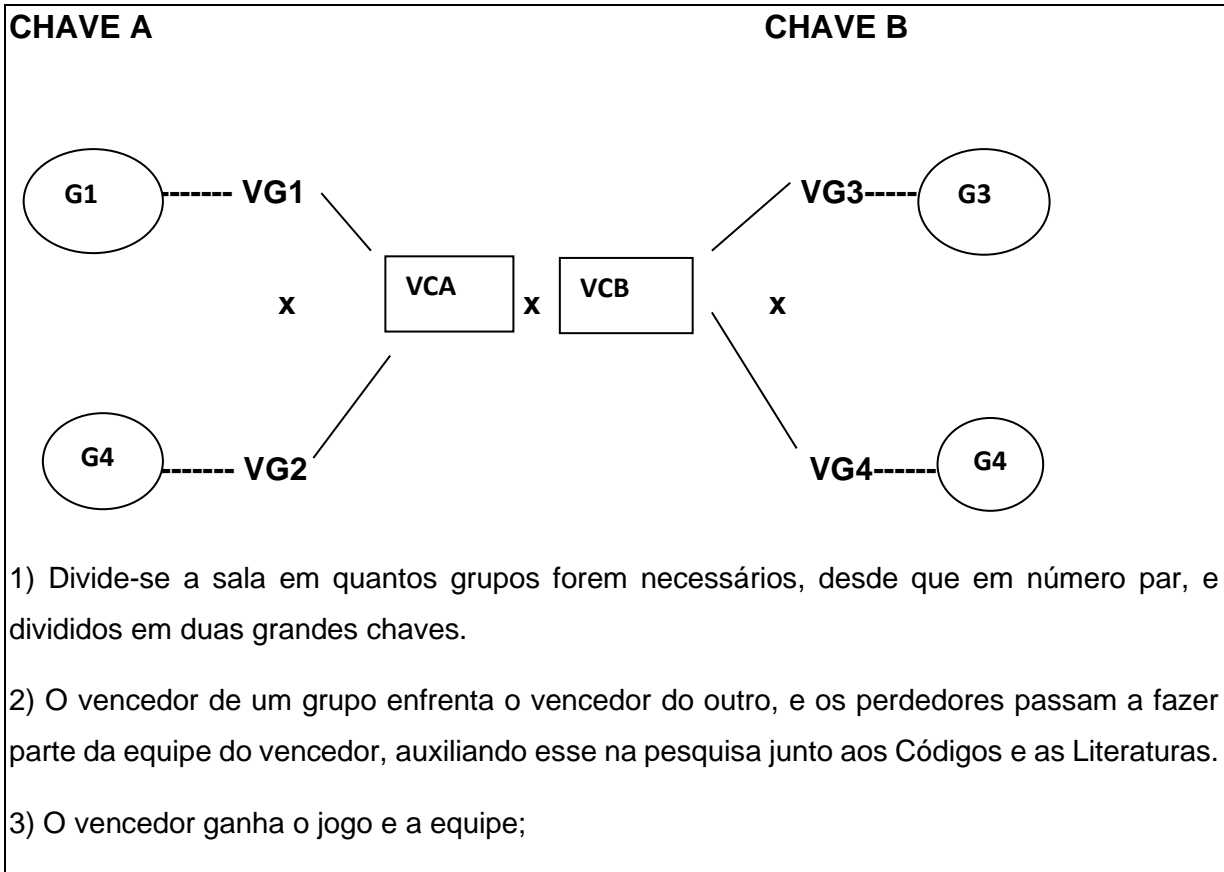 CHAVE A CHAVE B
G1 ------- VG1 VG3----- G3
x VCA x VCB x
G4 ------- VG2 VG4------ G4
1) Divide-se a sala em quantos grupos forem necessários, desde que em número par, e
divididos em duas grandes chaves.
2) O vencedor de um grupo enfrenta o vencedor do outro, e os perdedores passam a fazer
parte da equipe do vencedor, auxiliando esse na pesquisa junto aos Códigos e as Literaturas.
3) O vencedor ganha o jogo e a equipe;